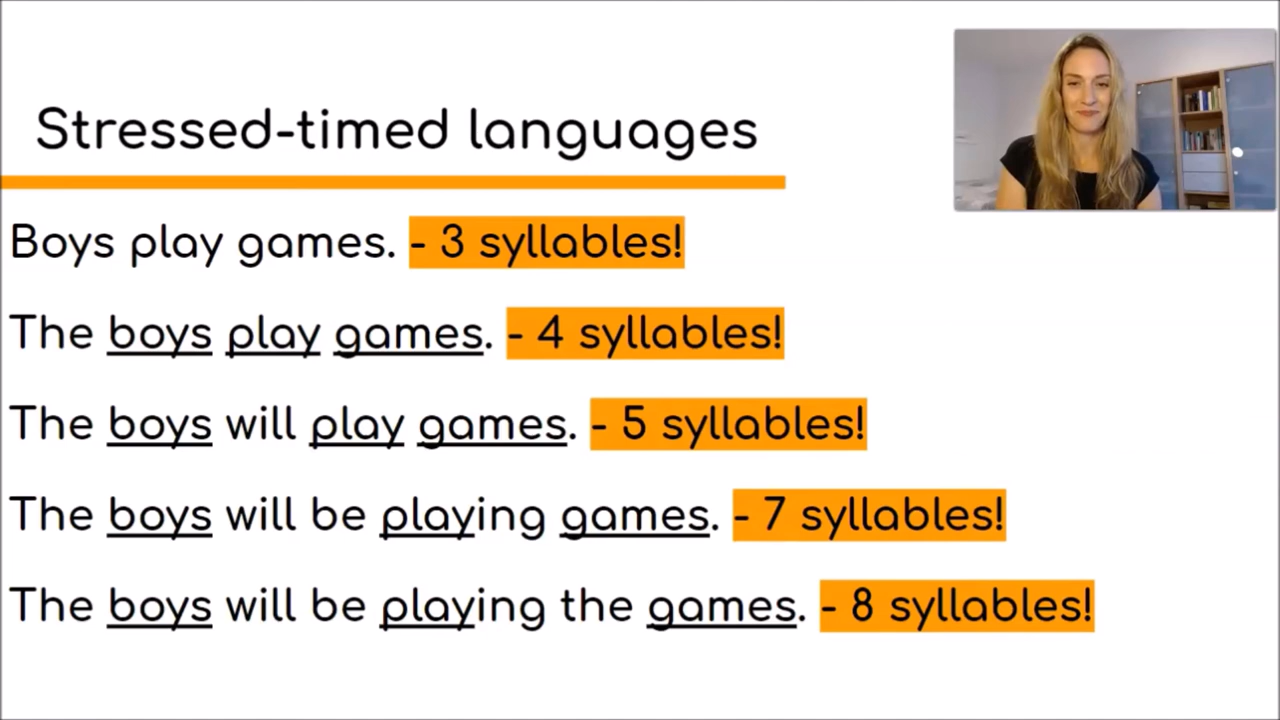 Stressed-timed languages
Boys play games. - 3 syllables!
The boys play games. - 4 syllables!
The boys will play games. - 5 syllables!
The boys will be playing games. - 7 syllables!
The boys will be playing the games. - 8 syllables!